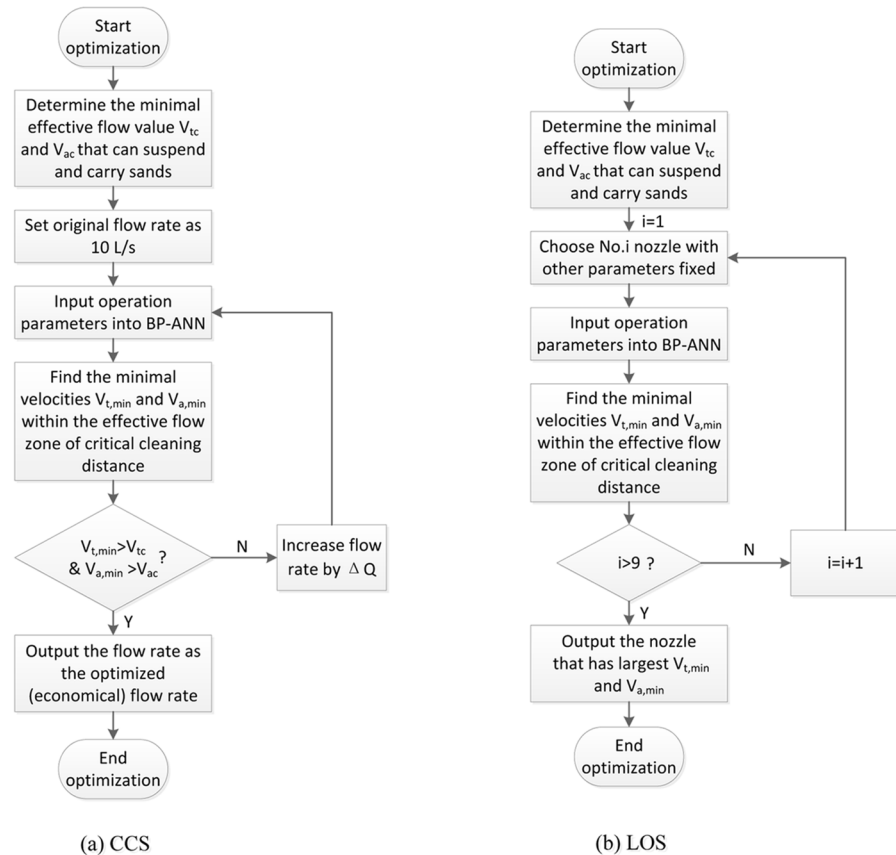 Start
optimization
Determine the minimal
effective flow value Vtc
and Vac that can suspend
and carry sands
Set original flow rate as
10 L/s
Input operation
parameters into BP-ANN
Find the minimal
velocities Vt,min and Va,min
within the effective flow
zone of critical cleaning
distance
Vt,min>Vtc
& Va,min >Vac ?
N
Increase flow
rate by Δ Q
Y
Output the flow rate as
the optimized
(economical) flow rate
End
optimization
(a) CCS
Start
optimization
Determine the minimal
effective flow value Vtc
and Vac that can suspend
and carry sands
i=1
Choose No.i nozzle with
other parameters fixed
Input operation
parameters into BP-ANN
Find the minimal
velocities Vt,min and Va,min
within the effective flow
zone of critical cleaning
distance
i>9 ?
N
i=i+1
Y
Output the nozzle
that has largest Vt,min
and Va,min
End
optimization
(b) LOS